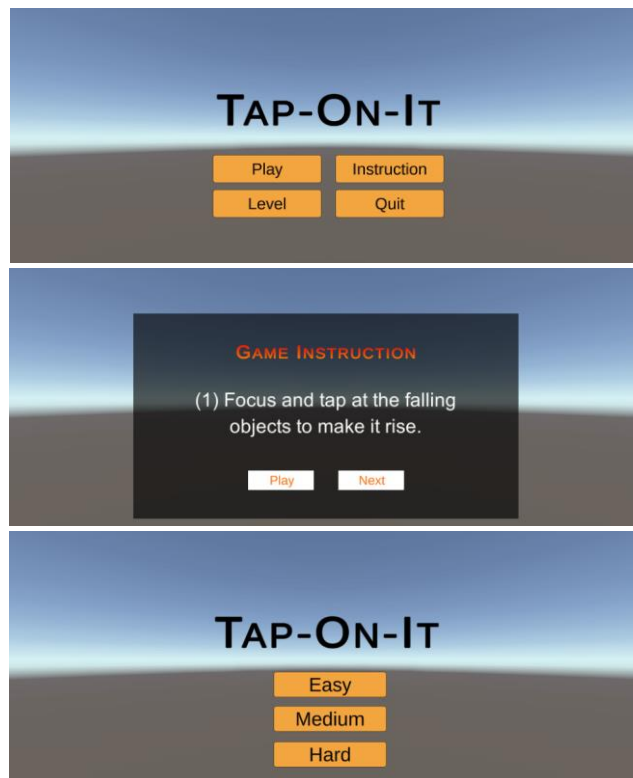 TAP-ON-IT
Play Instruction
Level Quit
GAME INSTRUCTION
(1) Focus and tap at the falling
objects to make it rise.
Play Next
TAP-ON-IT
Easy
Medium
Hard